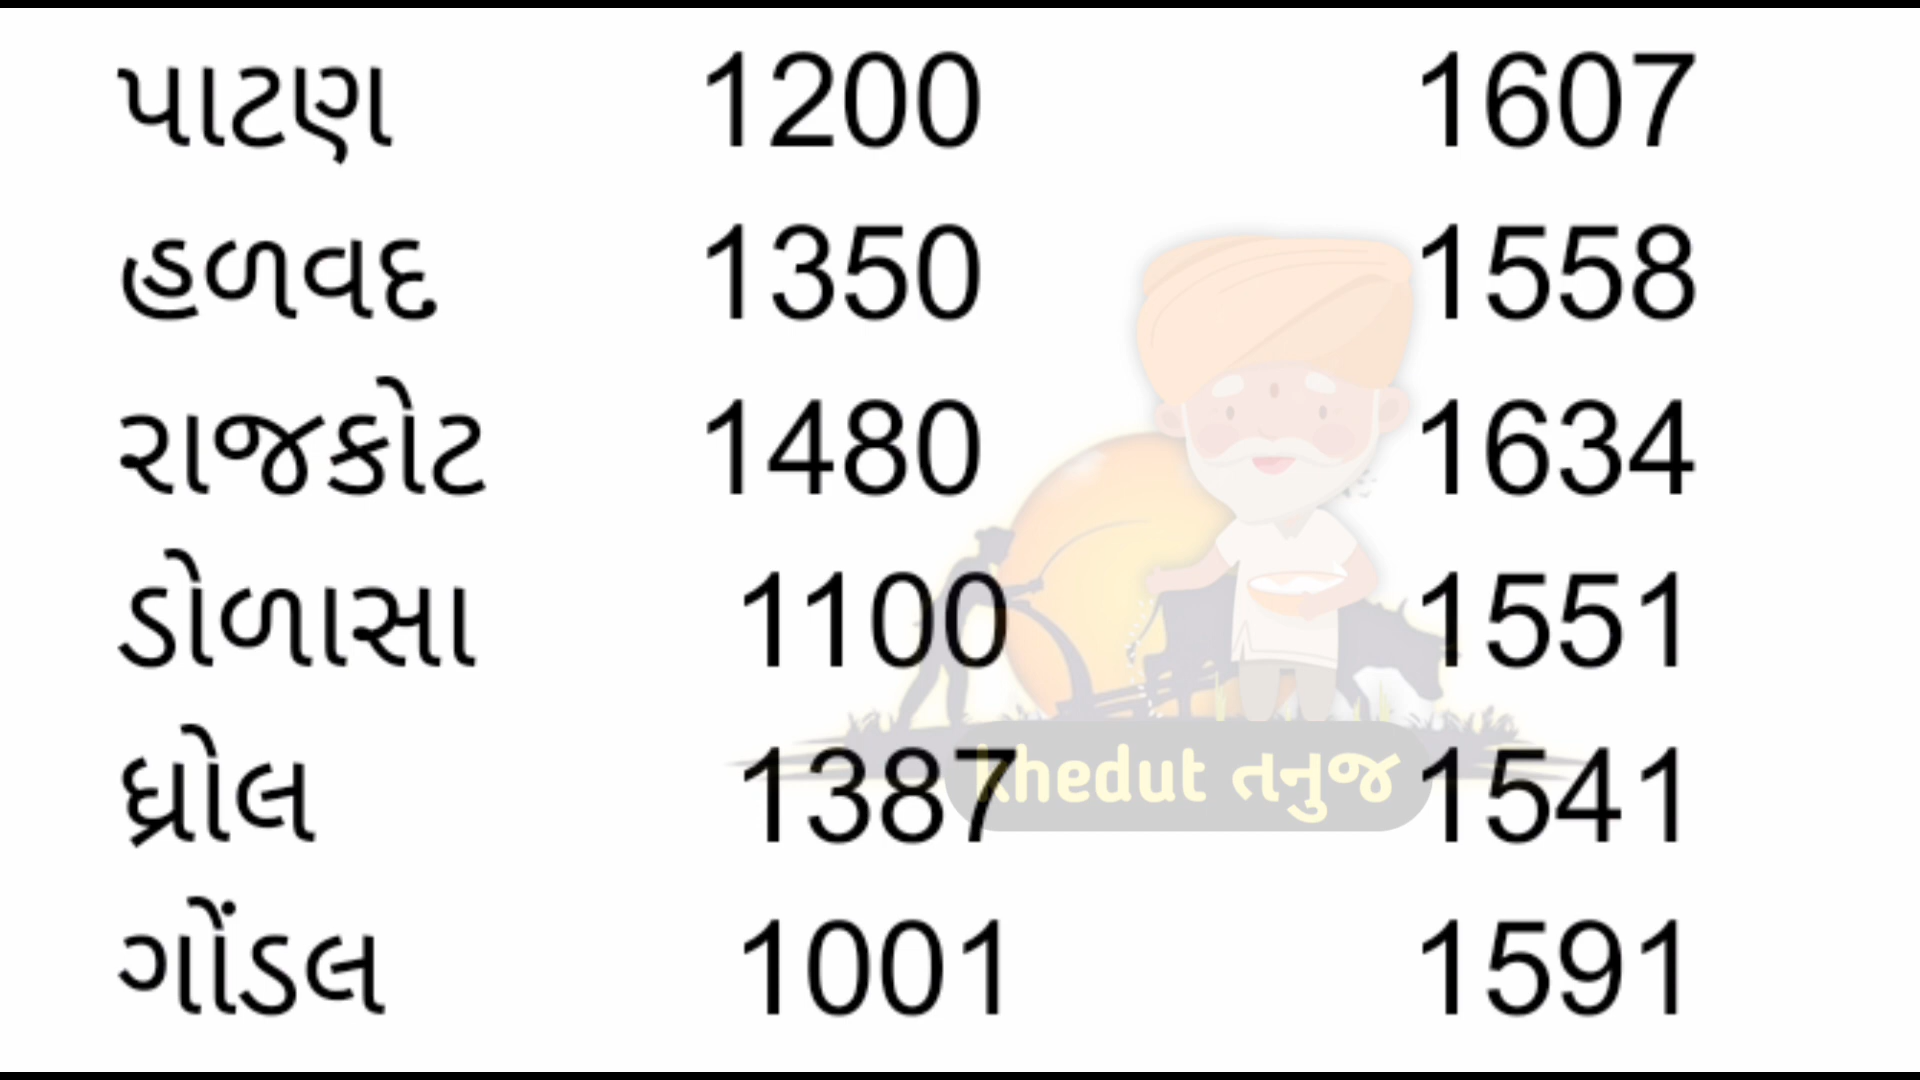 પાટણ 1200 1607
હળવદ 1350 1558
રાજકોટ 1480 1634
ડોળાસા 1100 1551
ધ્રોલ 1387 1541
ગોંડલ 1001 1591
khedut તનુજ